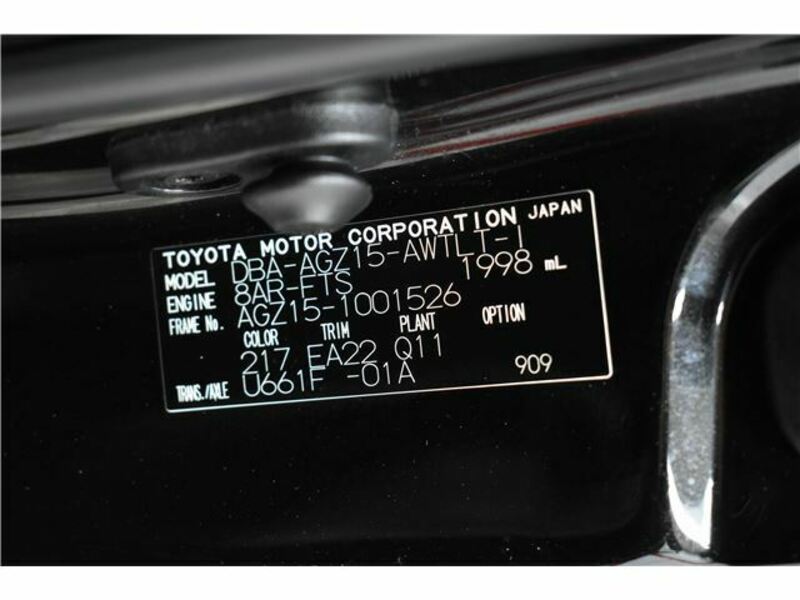 TOYOTA MOTOR CORPORATION JAPAN
MODEL DBA-AGZ15-AWTLT-I
ENGINE 8AR-FTS 1998 mL
FRAME No. AGZ15-1001526
COLOR TRIM PLANT OPTION
217 EA22 Q11
TRANS./AXLE U661F -01A 909